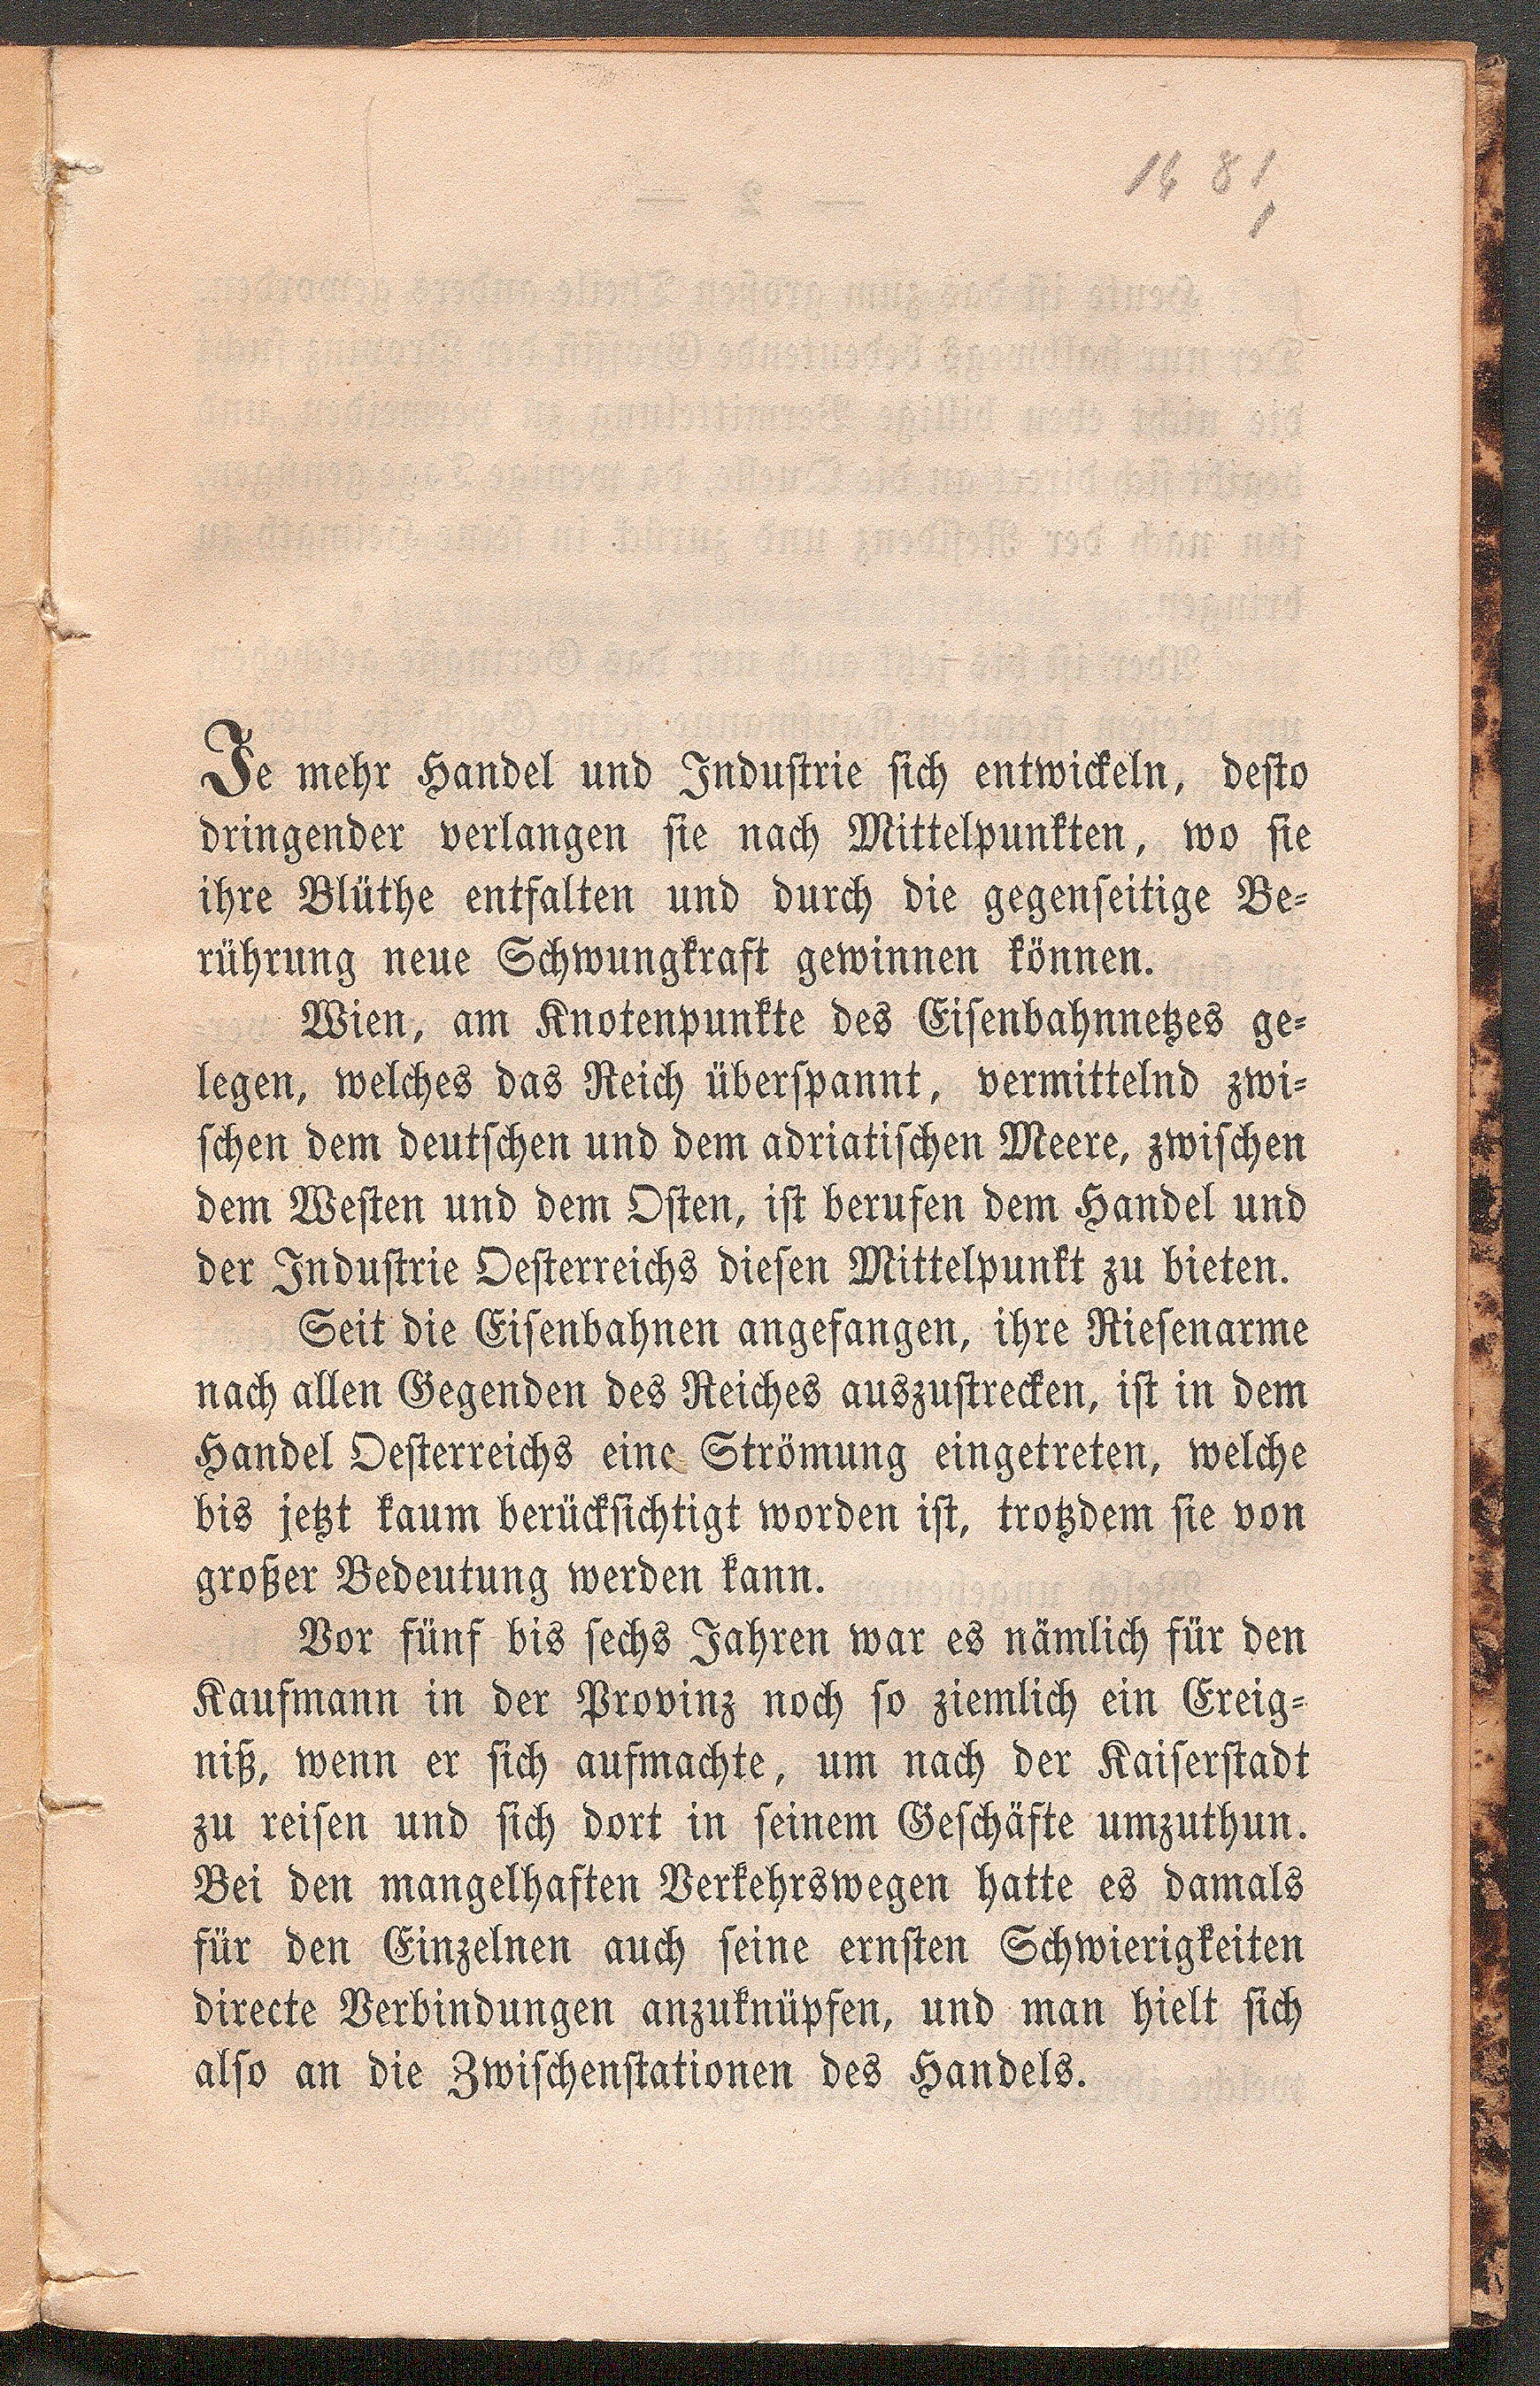 1681
1
Je mehr Handel und Industrie sich entwickeln, desto
dringender verlangen sie nach Mittelpunkten, wo sie
ihre Blüthe entfalten und durch die gegenseitige Be-
rührung neue Schwungkraft gewinnen können.
Wien, am Knotenpunkte des Eisenbahnnetzes ge-
legen, welches das Reich überspannt, vermittelnd zwi-
schen dem deutschen und dem adriatischen Meere, zwischen
dem Westen und dem Osten, ist berufen dem Handel und
der Industrie Oesterreichs diesen Mittelpunkt zu bieten.
Seit die Eisenbahnen angefangen, ihre Riesenarme
nach allen Gegenden des Reiches auszustrecken, ist in dem
Handel Oesterreichs eine Strömung eingetreten, welche
bis jetzt kaum berücksichtigt worden ist, trotzdem sie von
großer Bedeutung werden kann.
Vor fünf bis sechs Jahren war es nämlich für den
Kaufmann in der Provinz noch so ziemlich ein Ereig-
niß, wenn er sich aufmachte, um nach der Kaiserstadt
zu reisen und sich dort in seinem Geschäfte umzuthun.
Bei den mangelhaften Verkehrswegen hatte es damals
für den Einzelnen auch seine ernsten Schwierigkeiten
directe Verbindungen anzuknüpfen, und man hielt sich
also an die Zwischenstationen des Handels.